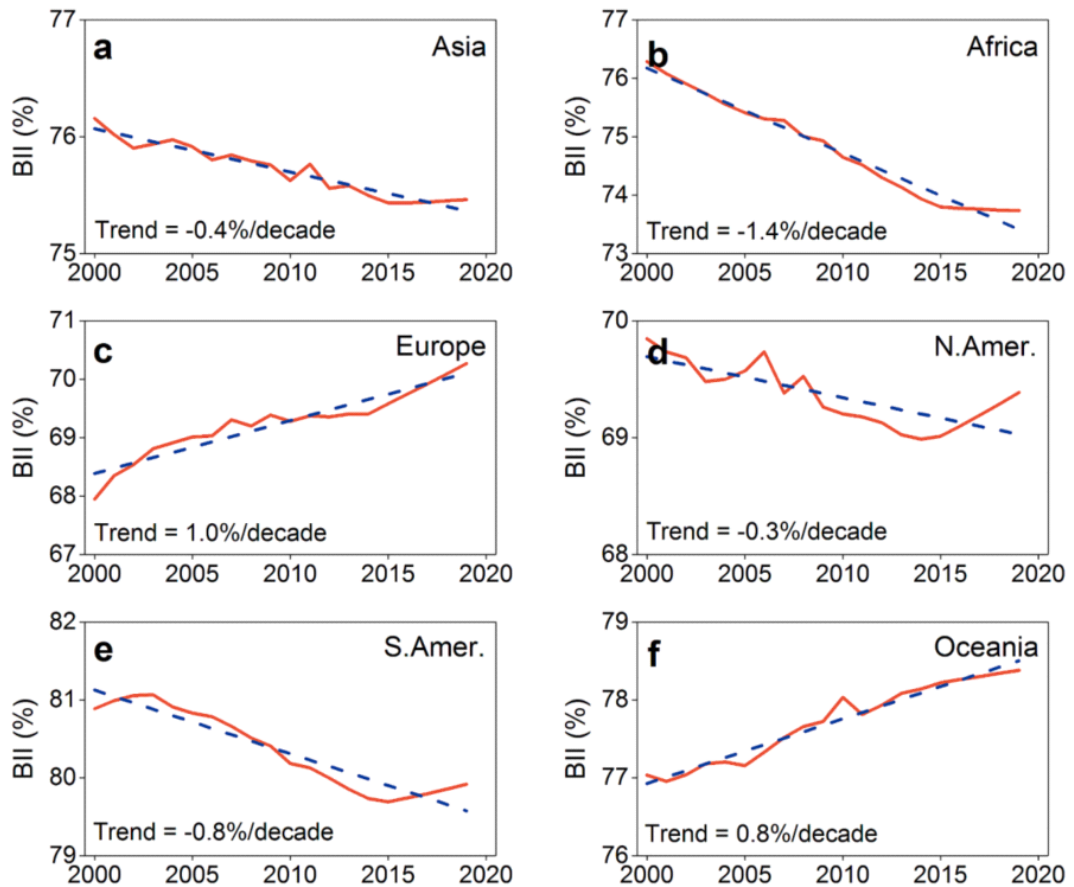 77
a
Asia
BII (%)
76
Trend = -0.4%/decade
75
2000 2005 2010 2015 2020
77
b
Africa
76
BII (%)
75
74
Trend = -1.4%/decade
73
2000 2005 2010 2015 2020
71
c
Europe
70
BII (%)
69
68
Trend = 1.0%/decade
67
2000 2005 2010 2015 2020
70
d
N.Amer.
BII (%)
69
Trend = -0.3%/decade
68
2000 2005 2010 2015 2020
82
e
S.Amer.
81
BII (%)
80
Trend = -0.8%/decade
79
2000 2005 2010 2015 2020
79
f
Oceania
78
BII (%)
77
Trend = 0.8%/decade
76
2000 2005 2010 2015 2020